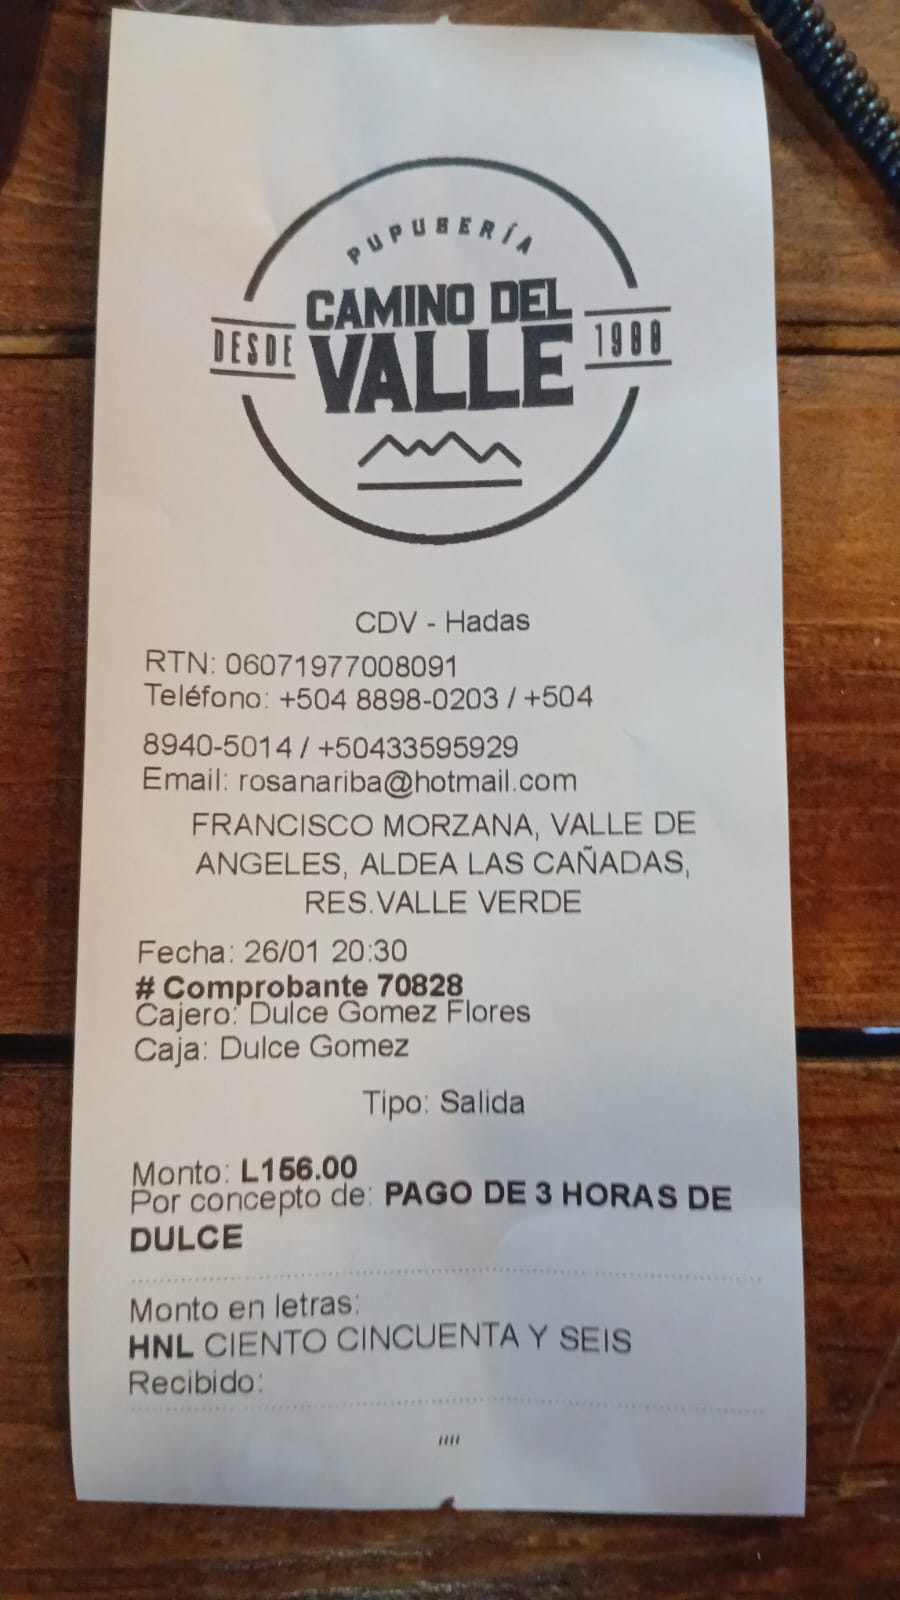 PUPUSERÍA
CAMINO DEL
DESDE VALLE 1988
CDV - Hadas
RTN: 06071977008091
Teléfono: +504 8898-0203 / +504
8940-5014 / +50433595929
Email: rosanariba@hotmail.com
FRANCISCO MORZANA, VALLE DE
ANGELES, ALDEA LAS CAÑADAS,
RES.VALLE VERDE
Fecha: 26/01 20:30
# Comprobante 70828
Cajero: Dulce Gomez Flores
Caja: Dulce Gomez
Tipo: Salida
Monto: L156.00
Por concepto de: PAGO DE 3 HORAS DE
DULCE
Monto en letras:
HNL CIENTO CINCUENTA Y SEIS
Recibido:
////